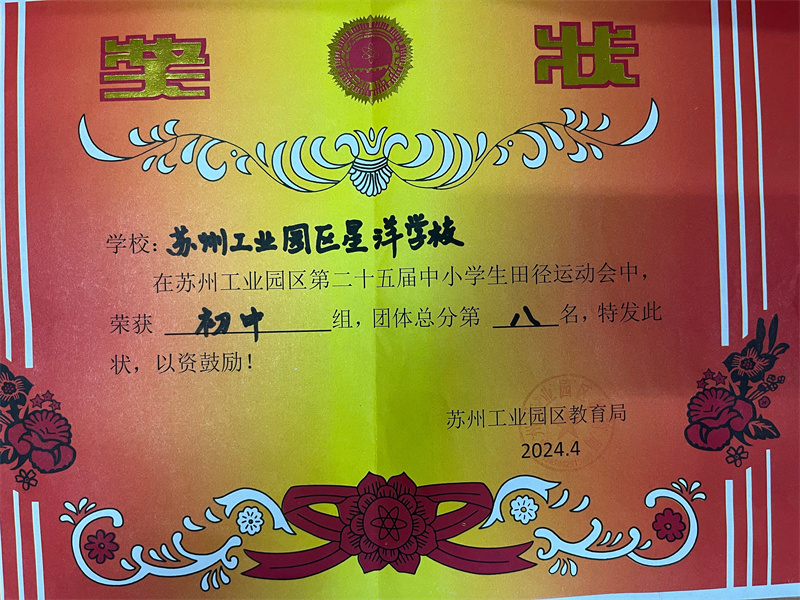 奖 状
学校：苏州工业园区星洋学校
在苏州工业园区第二十五届中小学生田径运动会中，
荣获 初中 组，团体总分第 八 名，特发此
状，以资鼓励！
苏州工业园区教育局
2024.4